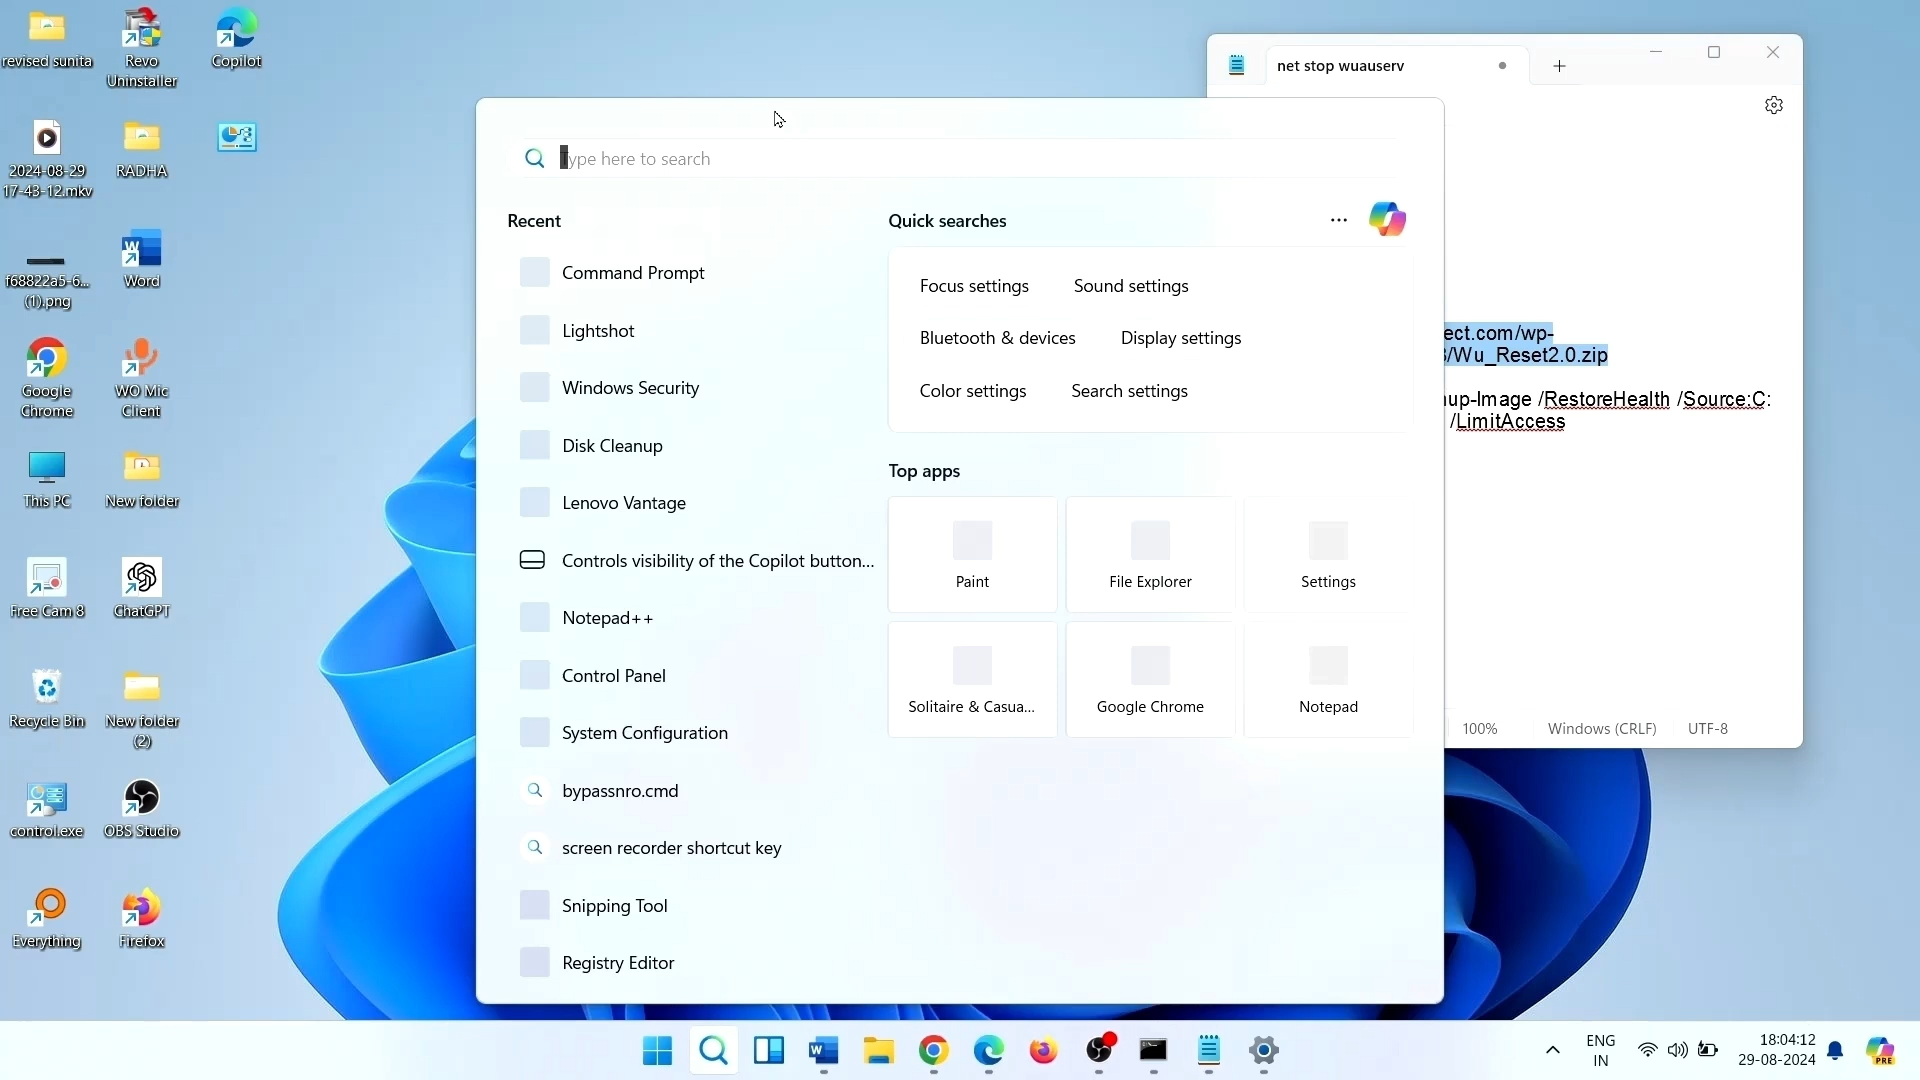 revised sunita
Revo
Uninstaller
Copilot
2024-08-29
17-43-12.mkv
RADHA
f68822a5-6...
(1).png
Word
Google
Chrome
WO Mic
Client
This PC
New folder
Free Cam 8
ChatGPT
Recycle Bin
New folder
(2)
control.exe
OBS Studio
Everything
Firefox
net stop wuauserv
ect.com/wp-
/Wu_Reset2.0.zip
up-Image /RestoreHealth /Source:C:
/LimitAccess
100%
Windows (CRLF)
UTF-8
Type here to search
Recent
Command Prompt
Lightshot
Windows Security
Disk Cleanup
Lenovo Vantage
Controls visibility of the Copilot button...
Notepad++
Control Panel
System Configuration
bypassnro.cmd
screen recorder shortcut key
Snipping Tool
Registry Editor
Quick searches
Focus settings
Sound settings
Bluetooth & devices
Display settings
Color settings
Search settings
Top apps
Paint
File Explorer
Settings
Solitaire & Casua...
Google Chrome
Notepad
ENG
IN
18:04:12
29-08-2024
PRE